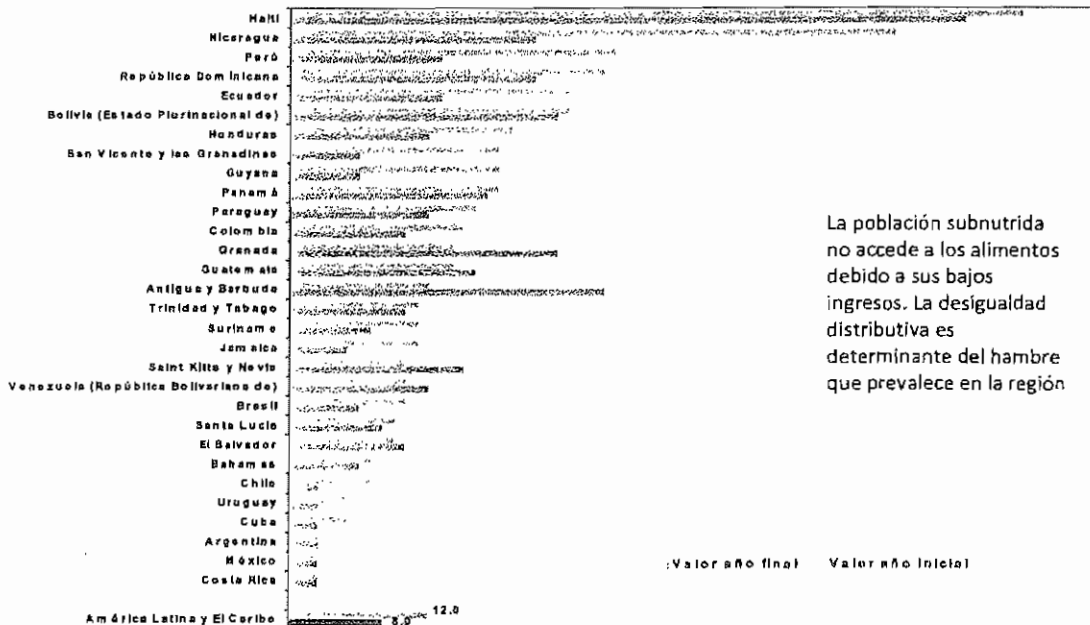 Haití
Nicaragua
Perú
República Dominicana
Ecuador
Bolivia (Estado Plurinacional de)
Honduras
San Vicente y las Granadinas
Guyana
Panamá
Paraguay
Colombia
Granada
Guatemala
Antigua y Barbuda
Trinidad y Tabago
Suriname
Jamaica
Saint Kitts y Nevis
Venezuela (República Bolivariana de)
Brasil
Santa Lucía
El Salvador
Bahamas
Chile
Uruguay
Cuba
Argentina
México
Costa Rica
América Latina y El Caribe
12.0
8.0
La población subnutrida
no accede a los alimentos
debido a sus bajos
ingresos. La desigualdad
distributiva es
determinante del hambre
que prevalece en la región
Valor año final Valor año inicial